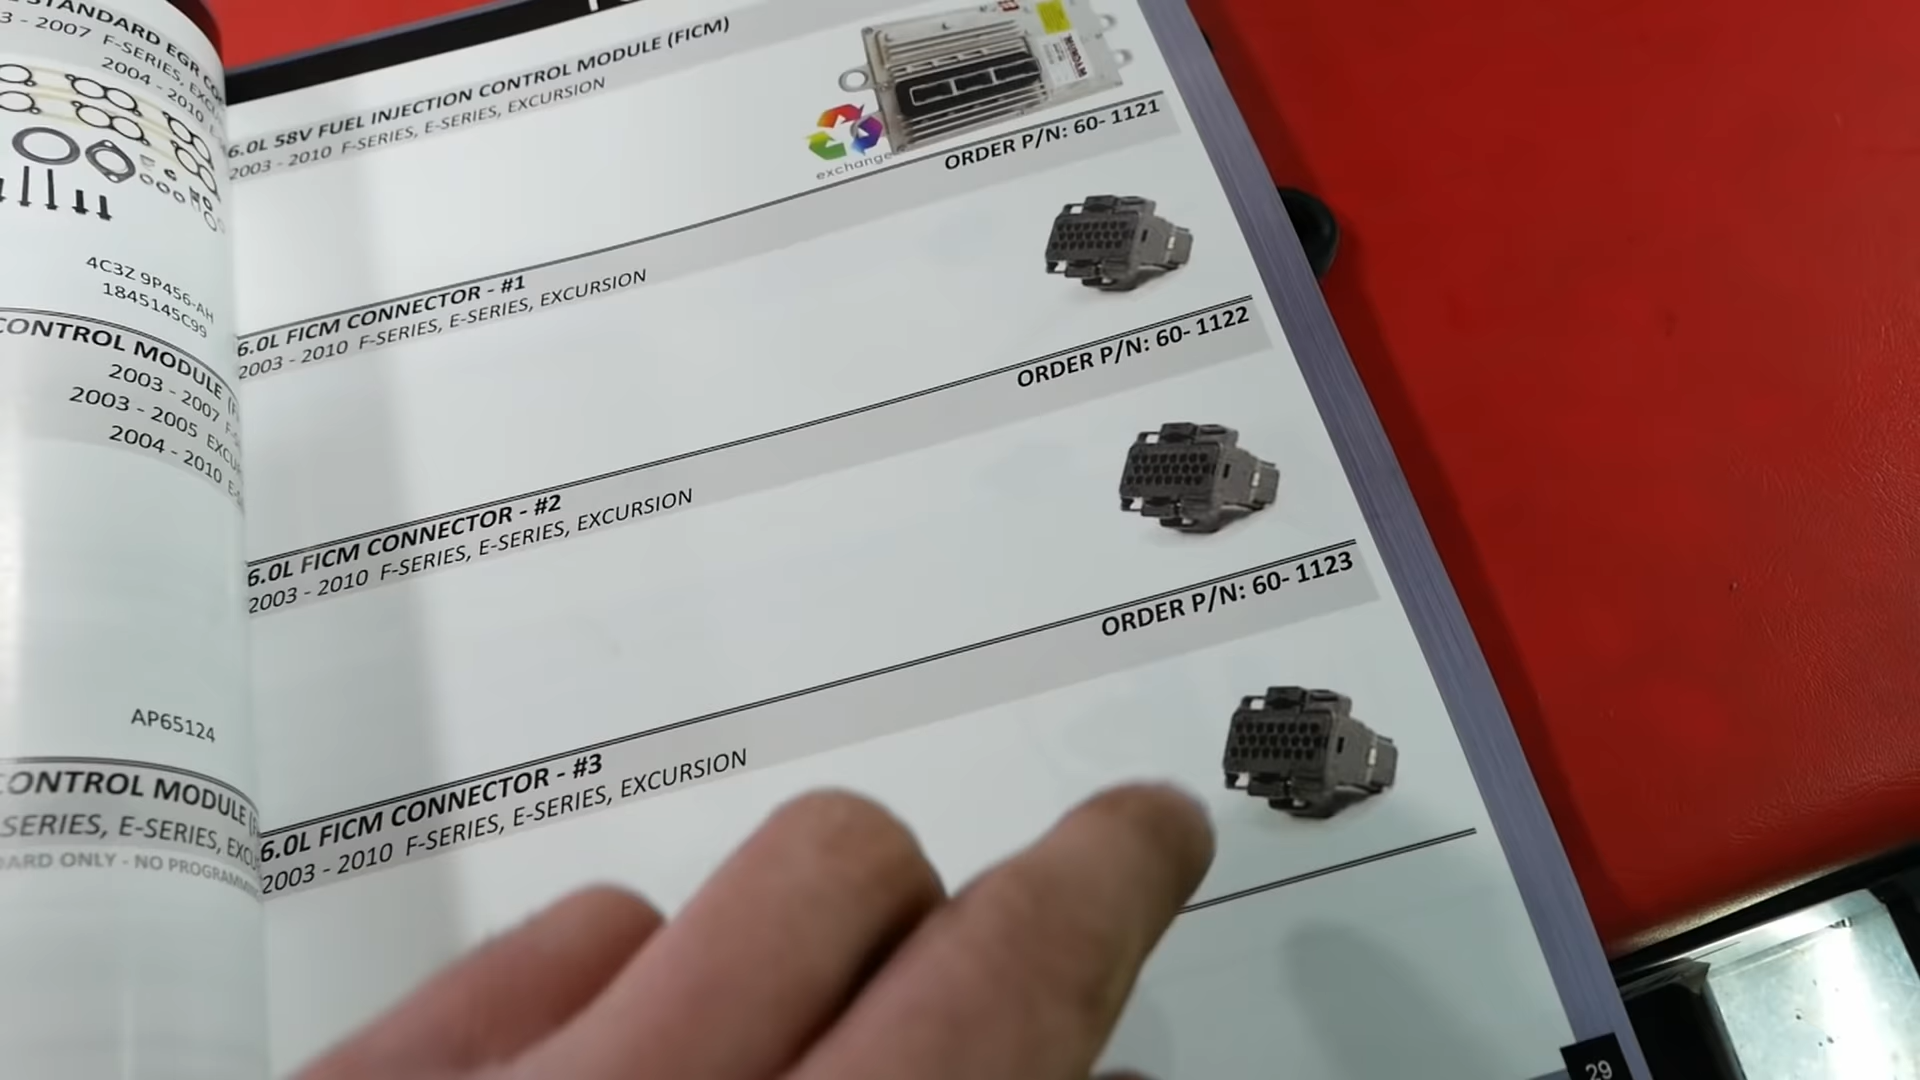 STANDARD EGR
3 - 2007 F-SERIES,
2004 - 2010
4C3Z 9P456-AH
1845145C99
CONTROL MODULE
2003 - 2007
2003 - 2005
2004 - 2010
AP65124
CONTROL MODULE
SERIES, E-SERIES,
ONLY - NO
6.0L 58V FUEL INJECTION CONTROL MODULE (FICM)
2003 - 2010 F-SERIES, E-SERIES, EXCURSION
exchange
ORDER P/N: 60- 1121
6.0L FICM CONNECTOR - #1
2003 - 2010 F-SERIES, E-SERIES, EXCURSION
ORDER P/N: 60- 1122
6.0L FICM CONNECTOR - #2
2003 - 2010 F-SERIES, E-SERIES, EXCURSION
ORDER P/N: 60- 1123
6.0L FICM CONNECTOR - #3
2003 - 2010 F-SERIES, E-SERIES, EXCURSION
29